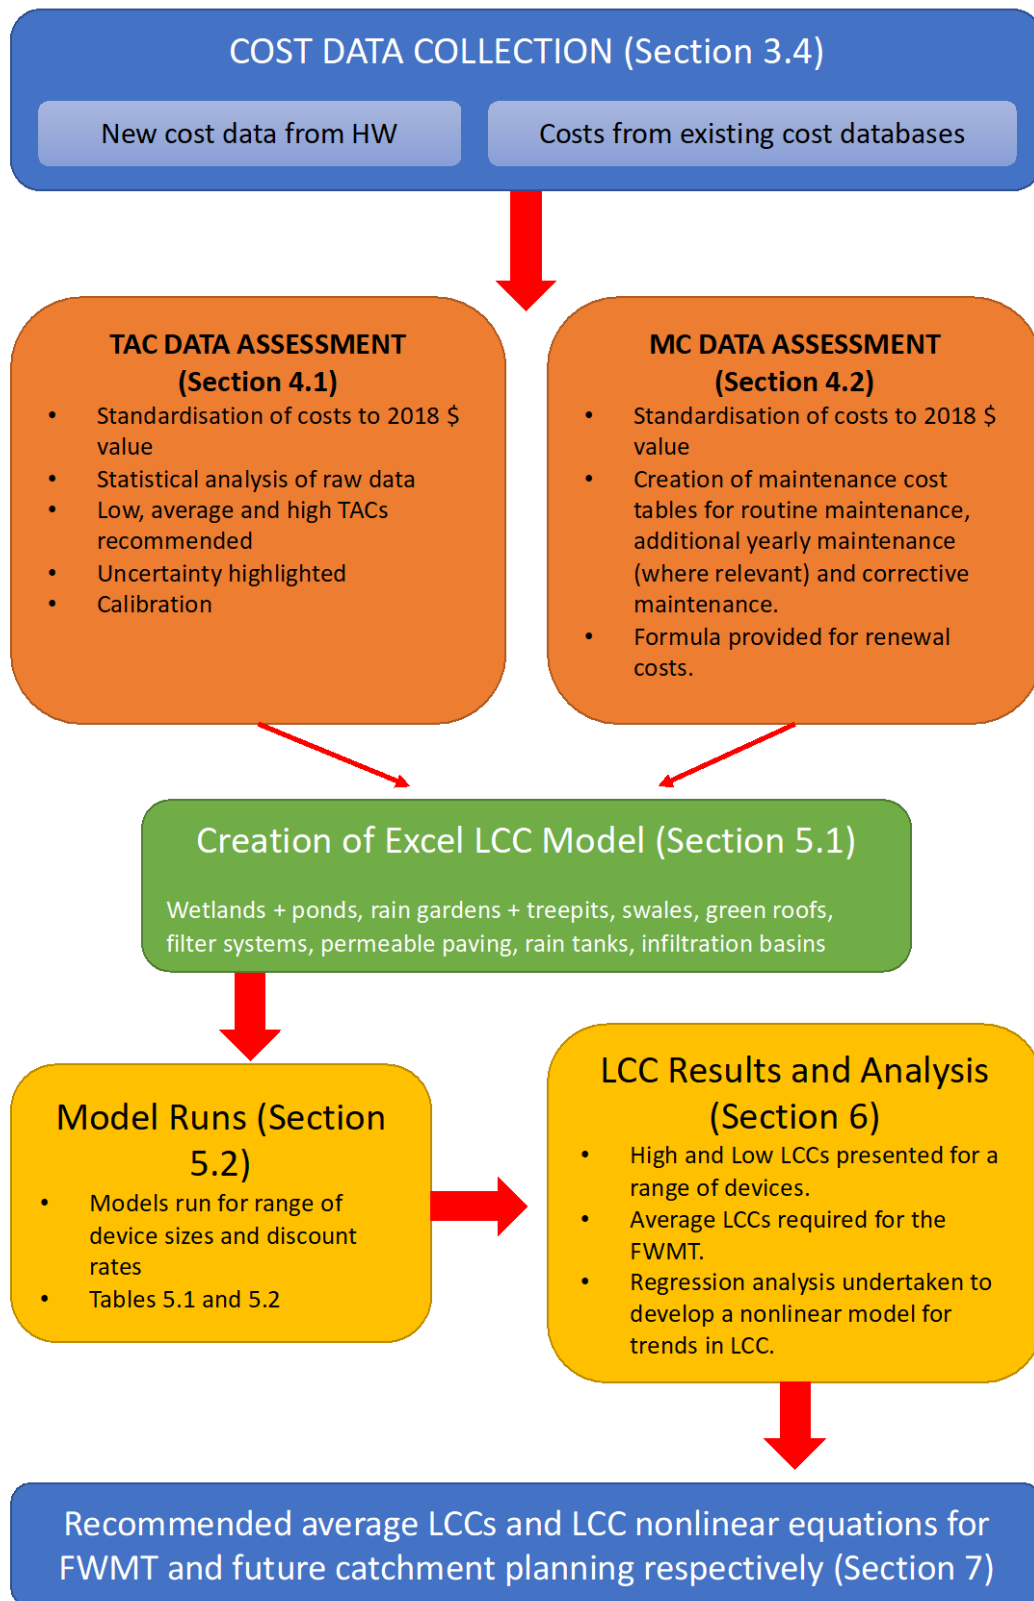 COST DATA COLLECTION (Section 3.4)
New cost data from HW
Costs from existing cost databases
TAC DATA ASSESSMENT
(Section 4.1)
• Standardisation of costs to 2018 $
value
• Statistical analysis of raw data
• Low, average and high TACs
recommended
• Uncertainty highlighted
• Calibration
MC DATA ASSESSMENT
(Section 4.2)
• Standardisation of costs to 2018 $
value
• Creation of maintenance cost
tables for routine maintenance,
additional yearly maintenance
(where relevant) and corrective
maintenance.
• Formula provided for renewal
costs.
Creation of Excel LCC Model (Section 5.1)
Wetlands + ponds, rain gardens + treepits, swales, green roofs,
filter systems, permeable paving, rain tanks, infiltration basins
Model Runs (Section
5.2)
• Models run for range of
device sizes and discount
rates
• Tables 5.1 and 5.2
LCC Results and Analysis
(Section 6)
• High and Low LCCs presented for a
range of devices.
• Average LCCs required for the
FWMT.
• Regression analysis undertaken to
develop a nonlinear model for
trends in LCC.
Recommended average LCCs and LCC nonlinear equations for
FWMT and future catchment planning respectively (Section 7)